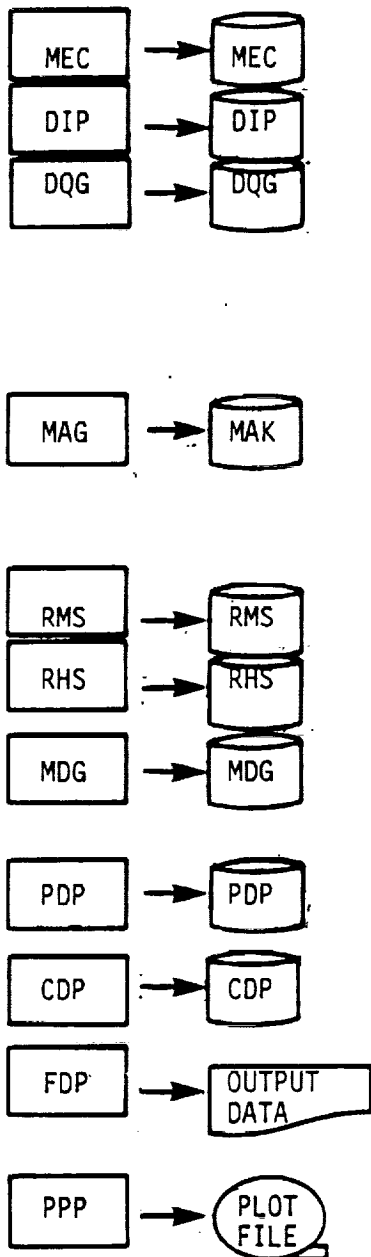 MEC MEC
DIP DIP
DQG DQG
MAG MAK
RMS RMS
RHS RHS
MDG MDG
PDP PDP
CDP CDP
FDP OUTPUT
DATA
PPP PLOT
FILE